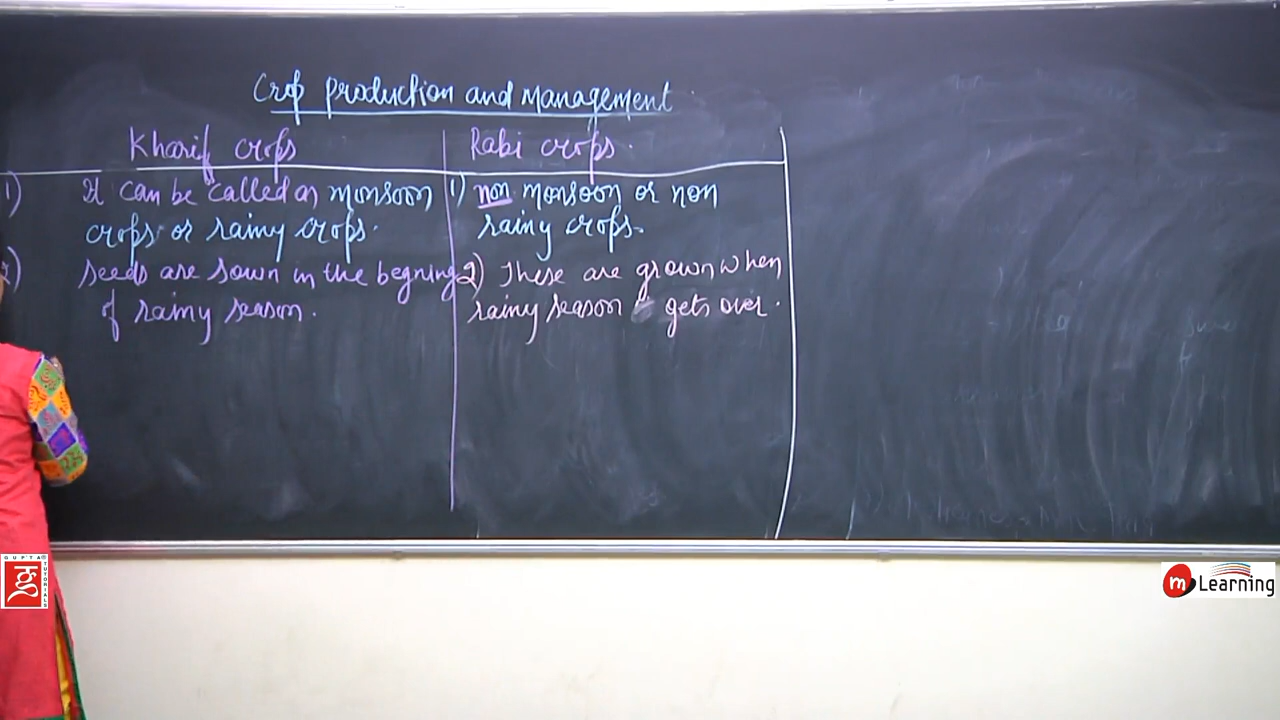 Crop production and management
Kharif crops
Rabi crops.
1) It can be called as monsoon
crops or rainy crops.
1) non monsoon or non
rainy crops.
2) seeds are sown in the begning
of rainy season.
2) These are grown when
rainy season gets over.
GUPTA
TUTORIALS
m Learning